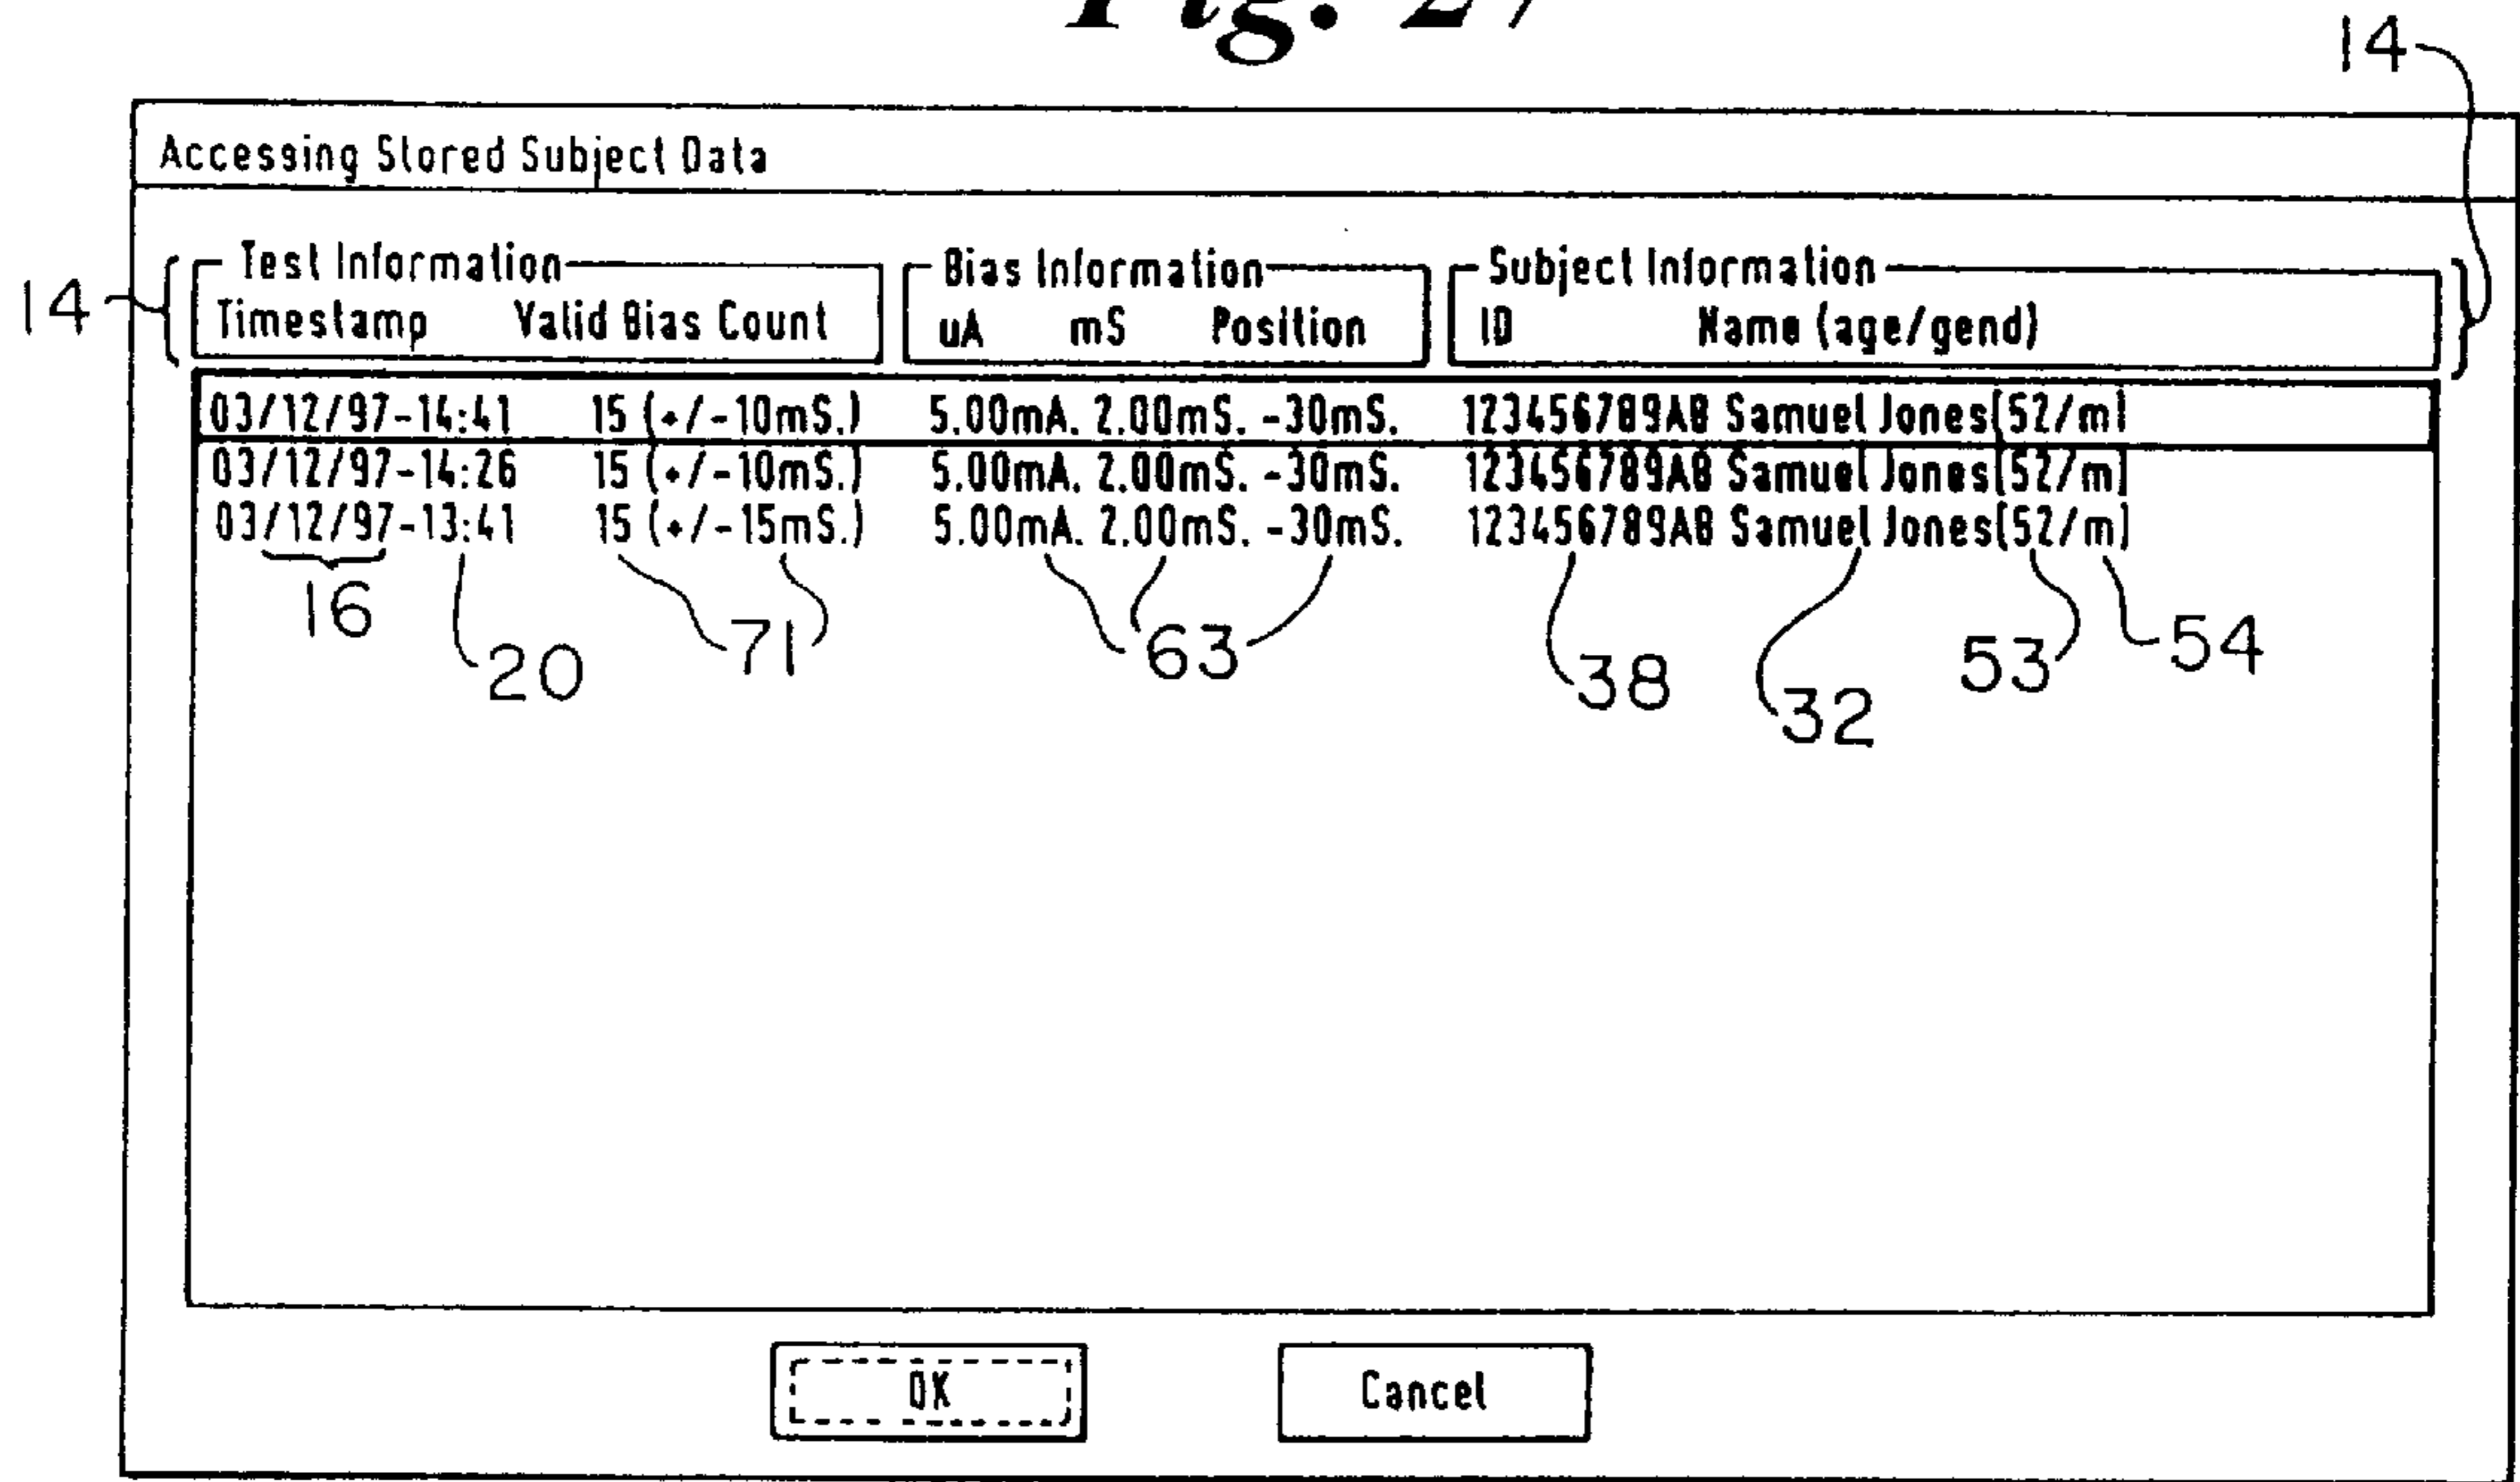 Fig. 27
14
Accessing Stored Subject Data
Test Information Bias Information Subject Information
14
Timestamp Valid Bias Count uA mS Position ID Name (age/gend)
03/12/97-14:41 15 (+/-10mS.) 5.00mA. 2.00mS. -30mS. 123456789AB Samuel Jones(52/m)
03/12/97-14:26 15 (+/-10mS.) 5.00mA. 2.00mS. -30mS. 123456789AB Samuel Jones(52/m)
03/12/97-13:41 15 (+/-15mS.) 5.00mA. 2.00mS. -30mS. 123456789AB Samuel Jones(52/m)
16 20 71 63 38 32 53 54
OK Cancel